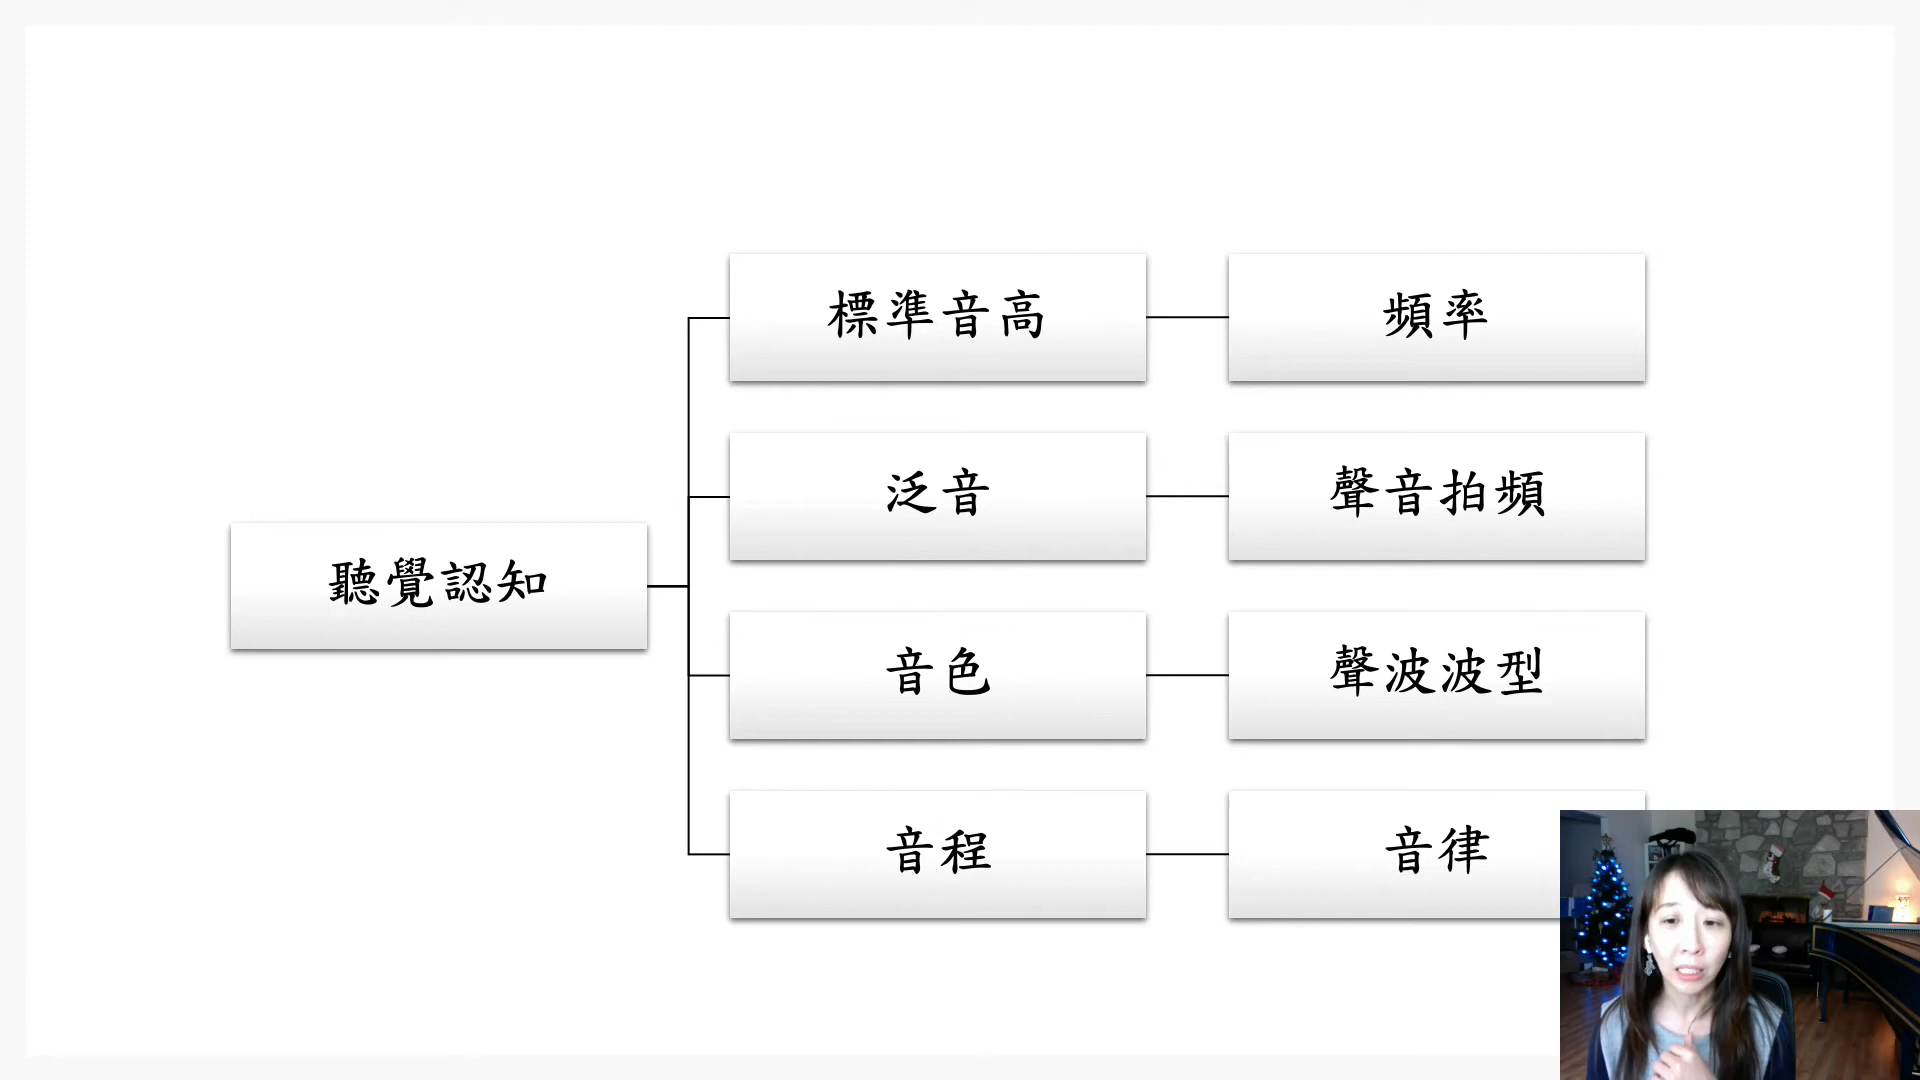 聽覺認知
標準音高
頻率
泛音
聲音拍頻
音色
聲波波型
音程
音律